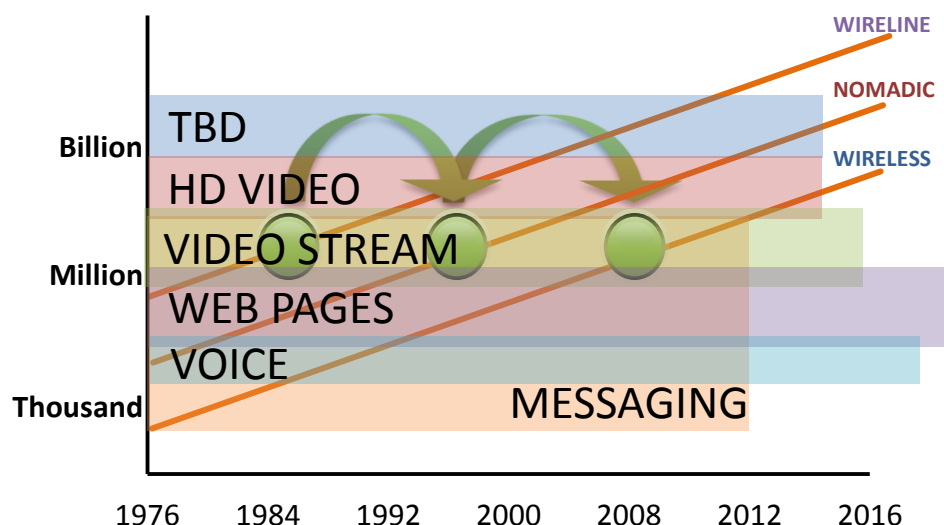 WIRELINE
NOMADIC
TBD
Billion
WIRELESS
HD VIDEO
VIDEO STREAM
Million
WEB PAGES
VOICE
Thousand
MESSAGING
1976 1984 1992 2000 2008 2012 2016